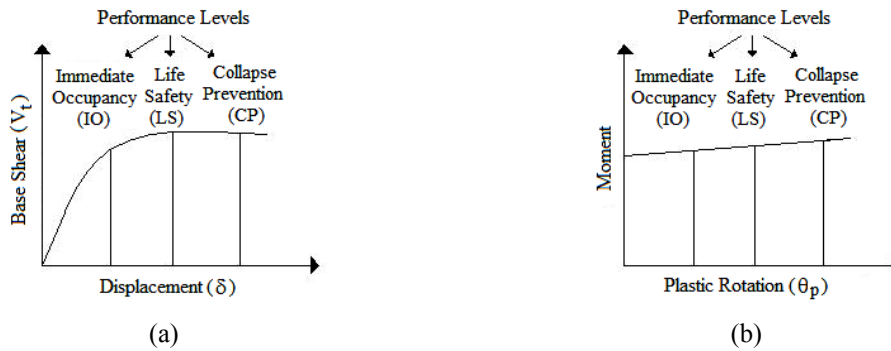 Performance Levels
Immediate
Occupancy
(IO)
Life
Safety
(LS)
Collapse
Prevention
(CP)
Base Shear (Vt)
Displacement (δ)
(a)
Performance Levels
Immediate
Occupancy
(IO)
Life
Safety
(LS)
Collapse
Prevention
(CP)
Moment
Plastic Rotation (θp)
(b)